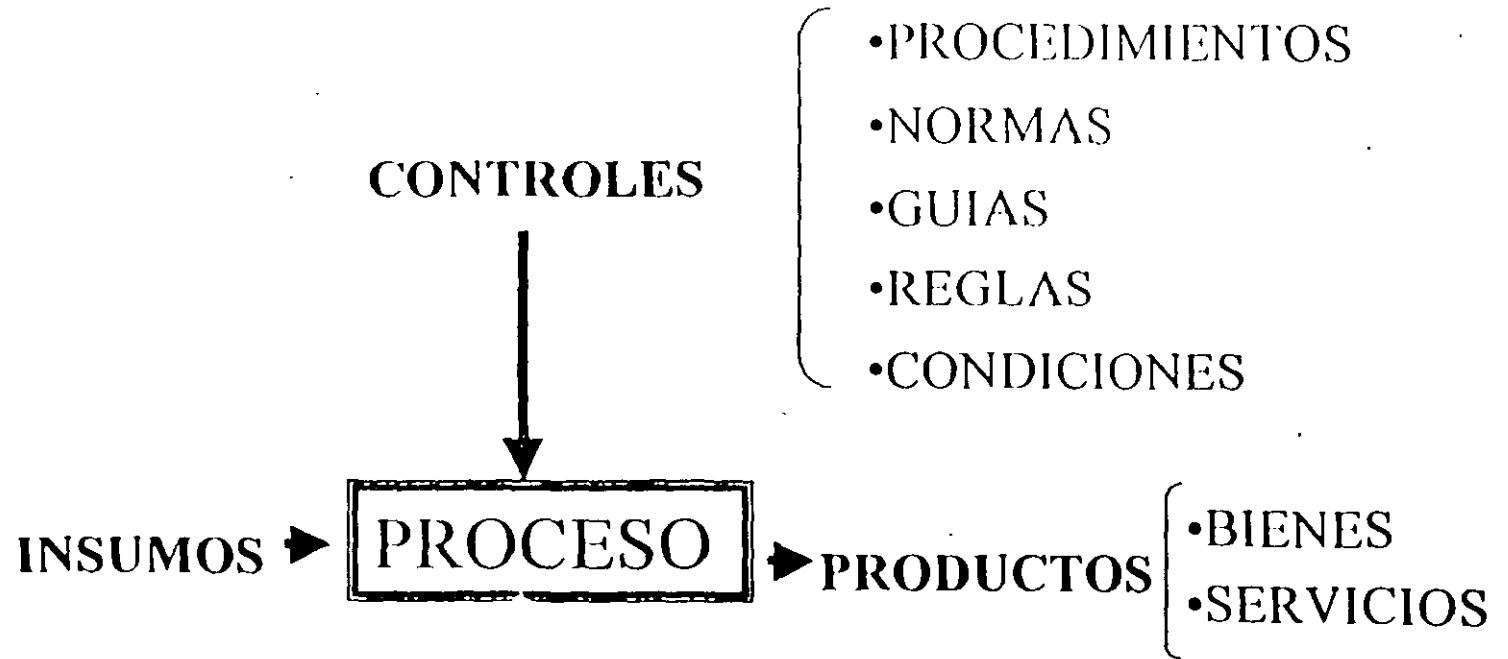 CONTROLES
•PROCEDIMIENTOS
•NORMAS
•GUIAS
•REGLAS
•CONDICIONES
INSUMOS
PROCESO
PRODUCTOS
•BIENES
•SERVICIOS